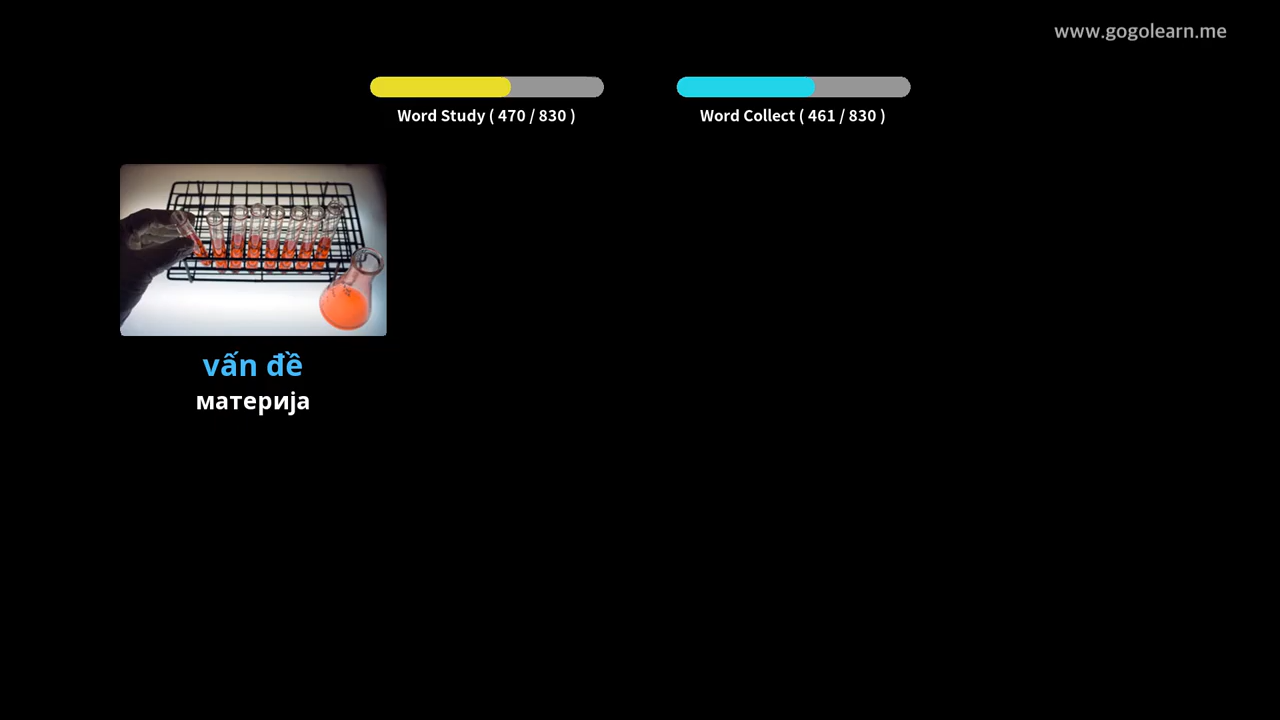 www.gogolearn.me
Word Study ( 470 / 830 )
Word Collect ( 461 / 830 )
vấn đề
материја